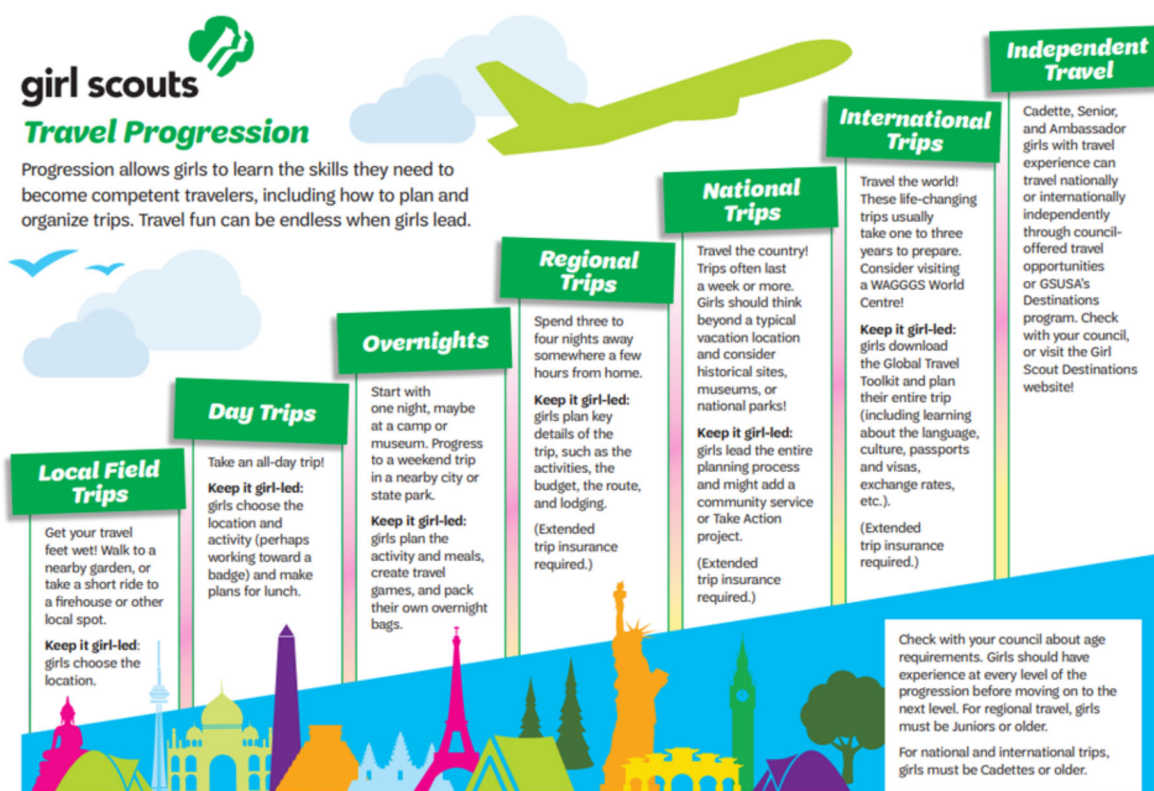 girl scouts
Travel Progression
Progression allows girls to learn the skills they need to
become competent travelers, including how to plan and
organize trips. Travel fun can be endless when girls lead.
Local Field
Trips
Get your travel
feet wet! Walk to a
nearby garden, or
take a short ride to
a firehouse or other
local spot.
Keep it girl-led:
girls choose the
location.
Day Trips
Take an all-day trip!
Keep it girl-led:
girls choose the
location and
activity (perhaps
working toward a
badge) and make
plans for lunch.
Overnights
Start with
one night, maybe
at a camp or
museum. Progress
to a weekend trip
in a nearby city or
state park.
Keep it girl-led:
girls plan the
activity and meals,
create travel
games, and pack
their own overnight
bags.
Regional
Trips
Spend three to
four nights away
somewhere a few
hours from home.
Keep it girl-led:
girls plan key
details of the
trip, such as the
activities, the
budget, the route,
and lodging.
(Extended
trip insurance
required.)
National
Trips
Travel the country!
Trips often last
a week or more.
Girls should think
beyond a typical
vacation location
and consider
historical sites,
museums, or
national parks!
Keep it girl-led:
girls lead the entire
planning process
and might add a
community service
or Take Action
project.
(Extended
trip insurance
required.)
International
Trips
Travel the world!
These life-changing
trips usually
take one to three
years to prepare.
Consider visiting
a WAGGGS World
Centre!
Keep it girl-led:
girls download
the Global Travel
Toolkit and plan
their entire trip
(including learning
about the language,
culture, passports
and visas,
exchange rates,
etc.).
(Extended
trip insurance
required.)
Independent
Travel
Cadette, Senior,
and Ambassador
girls with travel
experience can
travel nationally
or internationally
independently
through council-
offered travel
opportunities
or GSUSA's
Destinations
program. Check
with your council,
or visit the Girl
Scout Destinations
website!
Check with your council about age
requirements. Girls should have
experience at every level of the
progression before moving on to the
next level. For regional travel, girls
must be Juniors or older.
For national and international trips,
girls must be Cadettes or older.